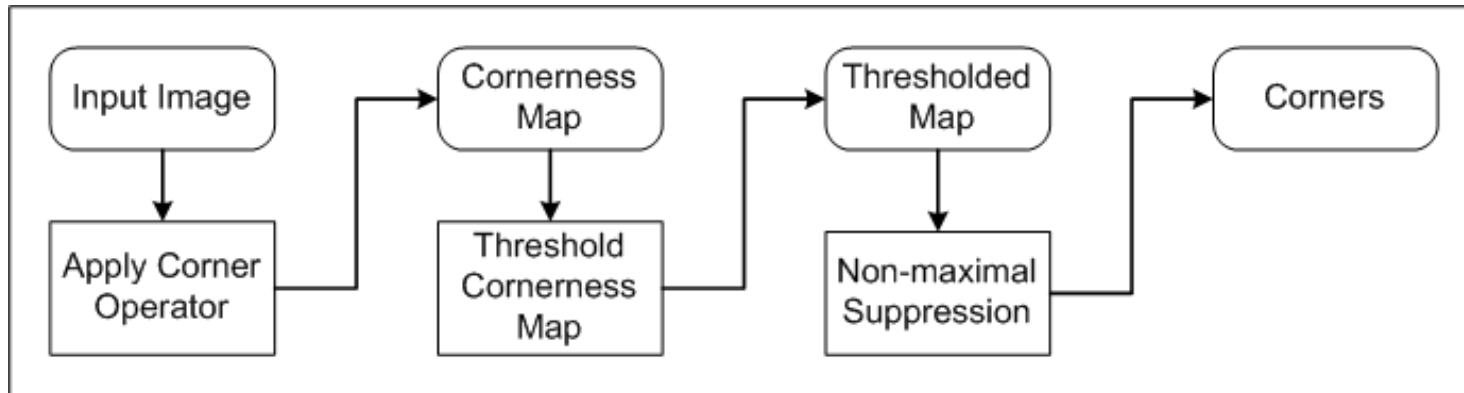 Input Image
Apply Corner
Operator
Cornerness
Map
Threshold
Cornerness
Map
Thresholded
Map
Non-maximal
Suppression
Corners